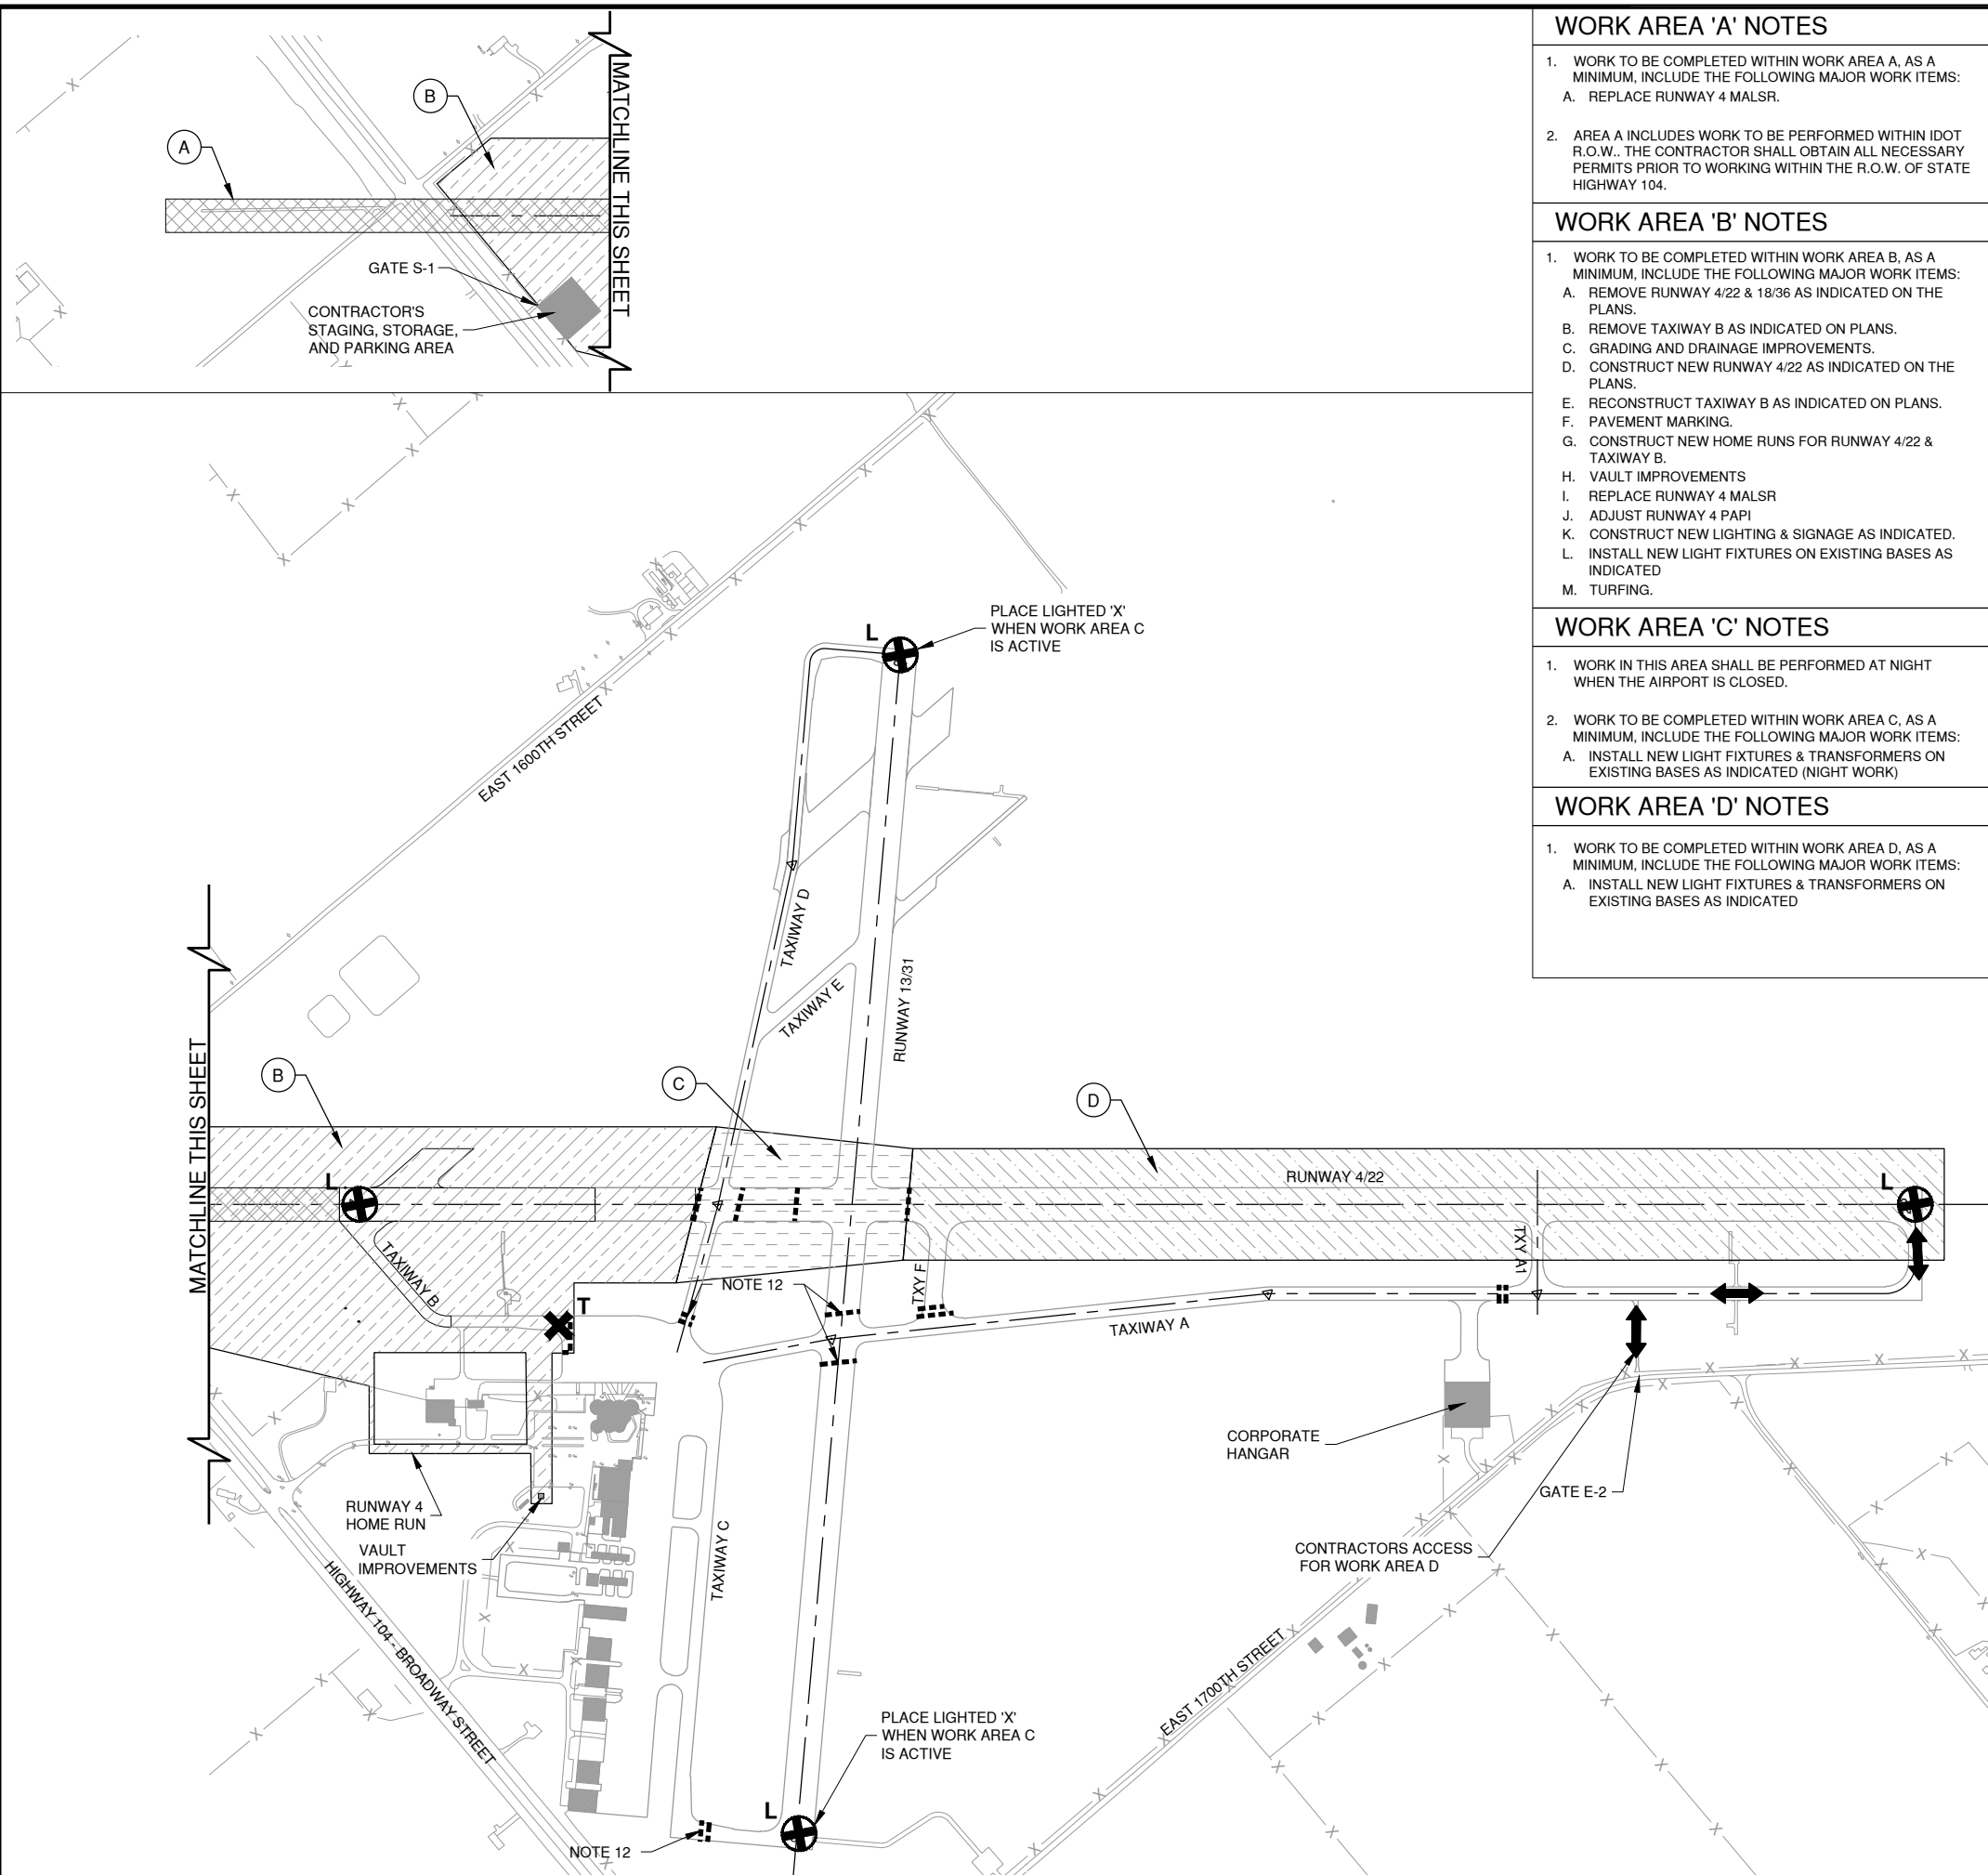 MATCHLINE THIS SHEET
B
A
GATE S-1
CONTRACTOR'S
STAGING, STORAGE,
AND PARKING AREA
WORK AREA 'A' NOTES
1. WORK TO BE COMPLETED WITHIN WORK AREA A, AS A
MINIMUM, INCLUDE THE FOLLOWING MAJOR WORK ITEMS:
A. REPLACE RUNWAY 4 MALSR.
2. AREA A INCLUDES WORK TO BE PERFORMED WITHIN IDOT
R.O.W.. THE CONTRACTOR SHALL OBTAIN ALL NECESSARY
PERMITS PRIOR TO WORKING WITHIN THE R.O.W. OF STATE
HIGHWAY 104.
WORK AREA 'B' NOTES
1. WORK TO BE COMPLETED WITHIN WORK AREA B, AS A
MINIMUM, INCLUDE THE FOLLOWING MAJOR WORK ITEMS:
A. REMOVE RUNWAY 4/22 & 18/36 AS INDICATED ON THE
PLANS.
B. REMOVE TAXIWAY B AS INDICATED ON PLANS.
C. GRADING AND DRAINAGE IMPROVEMENTS.
D. CONSTRUCT NEW RUNWAY 4/22 AS INDICATED ON THE
PLANS.
E. RECONSTRUCT TAXIWAY B AS INDICATED ON PLANS.
F. PAVEMENT MARKING.
G. CONSTRUCT NEW HOME RUNS FOR RUNWAY 4/22 &
TAXIWAY B.
H. VAULT IMPROVEMENTS
I. REPLACE RUNWAY 4 MALSR
J. ADJUST RUNWAY 4 PAPI
K. CONSTRUCT NEW LIGHTING & SIGNAGE AS INDICATED.
L. INSTALL NEW LIGHT FIXTURES ON EXISTING BASES AS
INDICATED
M. TURFING.
WORK AREA 'C' NOTES
1. WORK IN THIS AREA SHALL BE PERFORMED AT NIGHT
WHEN THE AIRPORT IS CLOSED.
2. WORK TO BE COMPLETED WITHIN WORK AREA C, AS A
MINIMUM, INCLUDE THE FOLLOWING MAJOR WORK ITEMS:
A. INSTALL NEW LIGHT FIXTURES & TRANSFORMERS ON
EXISTING BASES AS INDICATED (NIGHT WORK)
WORK AREA 'D' NOTES
1. WORK TO BE COMPLETED WITHIN WORK AREA D, AS A
MINIMUM, INCLUDE THE FOLLOWING MAJOR WORK ITEMS:
A. INSTALL NEW LIGHT FIXTURES & TRANSFORMERS ON
EXISTING BASES AS INDICATED
L
PLACE LIGHTED 'X'
WHEN WORK AREA C
IS ACTIVE
EAST 1600TH STREET
TAXIWAY D
TAXIWAY E
RUNWAY 13/31
MATCHLINE THIS SHEET
B
C
D
L
RUNWAY 4/22
L
TAXIWAY B
T
NOTE 12
TXY F
TXY A1
TAXIWAY A
CORPORATE
HANGAR
GATE E-2
RUNWAY 4
HOME RUN
VAULT
IMPROVEMENTS
CONTRACTORS ACCESS
FOR WORK AREA D
TAXIWAY C
HIGHWAY 104 - BROADWAY STREET
EAST 1700TH STREET
PLACE LIGHTED 'X'
WHEN WORK AREA C
IS ACTIVE
L
NOTE 12